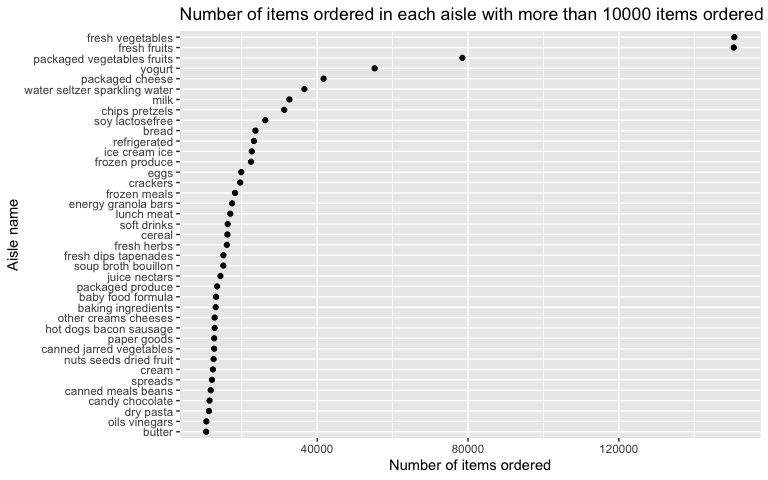 Number of items ordered in each aisle with more than 10000 items ordered
Aisle name
fresh vegetables
fresh fruits
packaged vegetables fruits
yogurt
packaged cheese
water seltzer sparkling water
milk
chips pretzels
soy lactosefree
bread
refrigerated
ice cream ice
frozen produce
eggs
crackers
frozen meals
energy granola bars
lunch meat
soft drinks
cereal
fresh herbs
fresh dips tapenades
soup broth bouillon
juice nectars
packaged produce
baby food formula
baking ingredients
other creams cheeses
hot dogs bacon sausage
paper goods
canned jarred vegetables
nuts seeds dried fruit
cream
spreads
canned meals beans
candy chocolate
dry pasta
oils vinegars
butter
40000 80000 120000
Number of items ordered